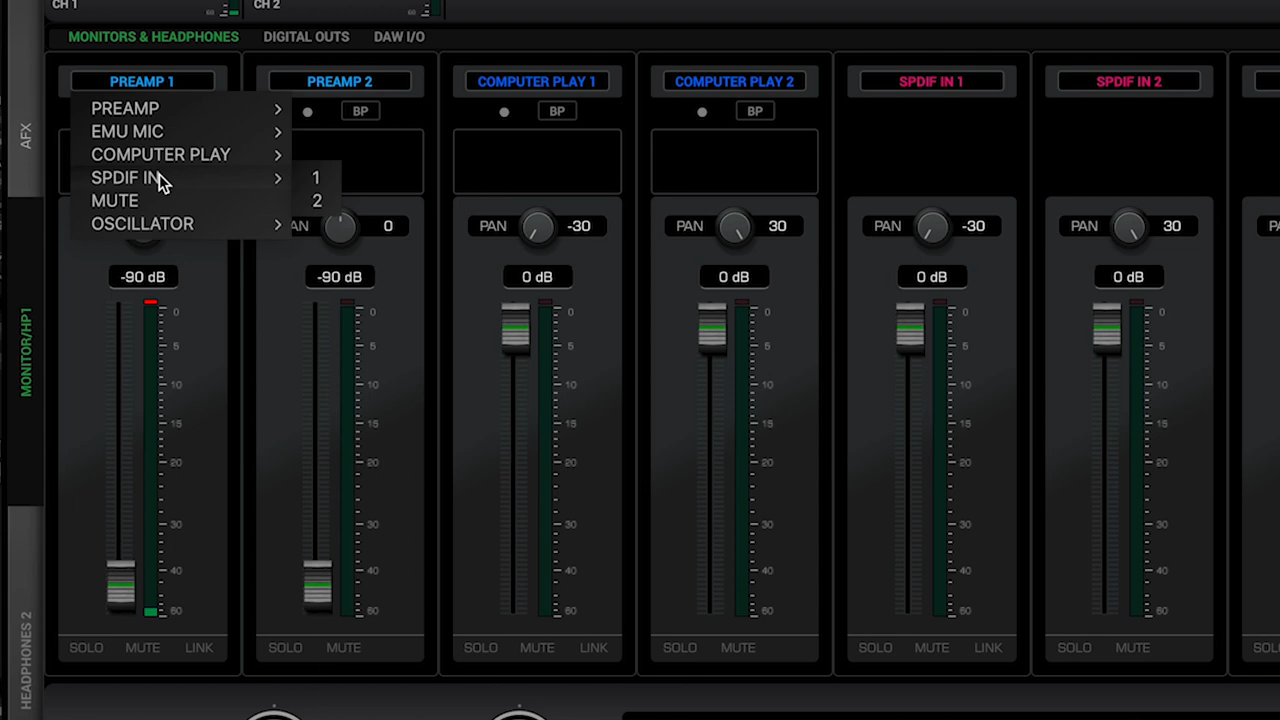 CH 1
60
CH 2
60
MONITORS & HEADPHONES
DIGITAL OUTS
DAW I/O
PREAMP 1
PREAMP 2
COMPUTER PLAY 1
COMPUTER PLAY 2
SPDIF IN 1
SPDIF IN 2
BP
BP
BP
PREAMP
EMU MIC
COMPUTER PLAY
SPDIF IN
MUTE
OSCILLATOR
1
2
AFX
MONITOR/HP1
HEADPHONES 2
AN
0
PAN
-30
PAN
30
PAN
-30
PAN
30
PA
-90 dB
-90 dB
0 dB
0 dB
0 dB
0 dB
0
5
10
15
20
30
40
60
0
5
10
15
20
30
40
60
0
5
10
15
20
30
40
60
0
5
10
15
20
30
40
60
0
5
10
15
20
30
40
60
0
5
10
15
20
30
40
60
SOLO MUTE LINK
SOLO MUTE
SOLO MUTE LINK
SOLO MUTE
SOLO MUTE LINK
SOLO MUTE
SO